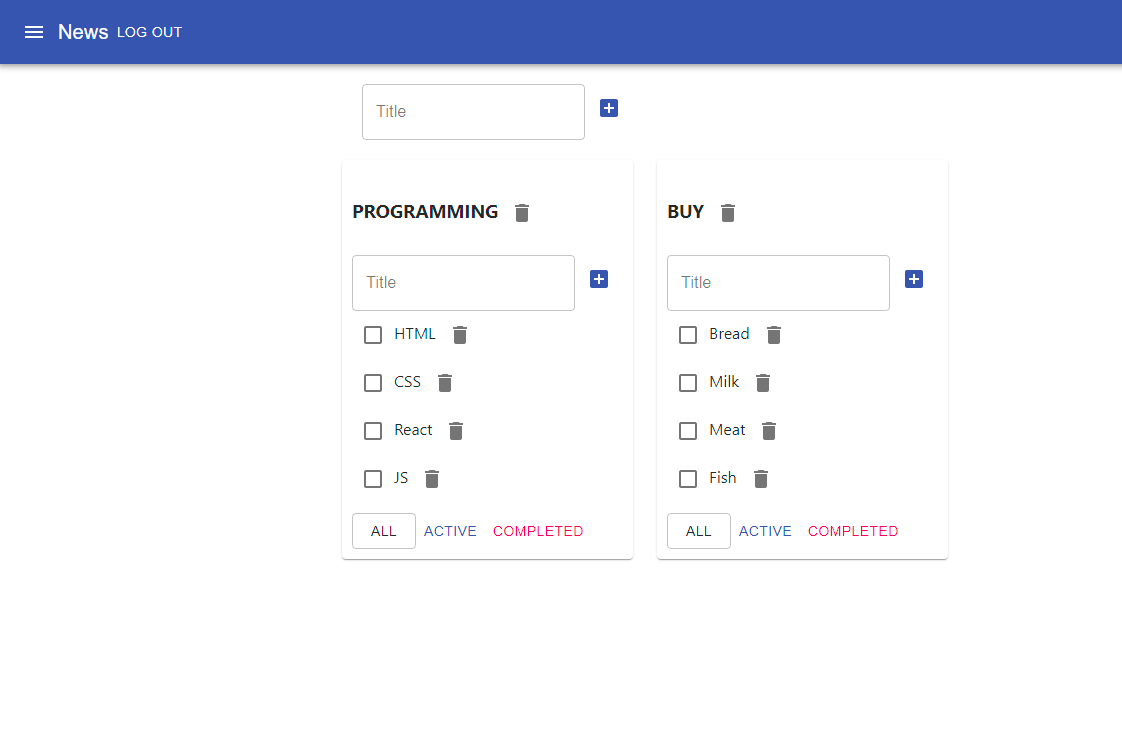 News LOG OUT
Title
PROGRAMMING
Title
HTML
CSS
React
JS
ALL ACTIVE COMPLETED
BUY
Title
Bread
Milk
Meat
Fish
ALL ACTIVE COMPLETED